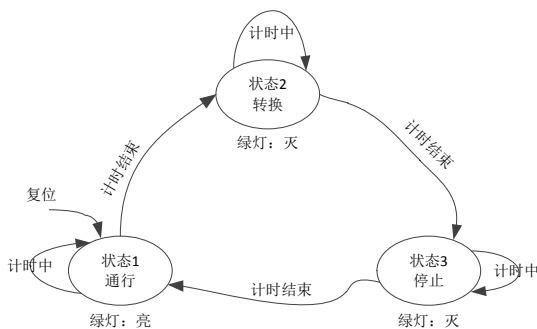 计时中
状态2
转换
绿灯：灭
计时结束
计时结束
复位
状态1
通行
计时中
绿灯：亮
计时结束
状态3
停止
计时中
绿灯：灭